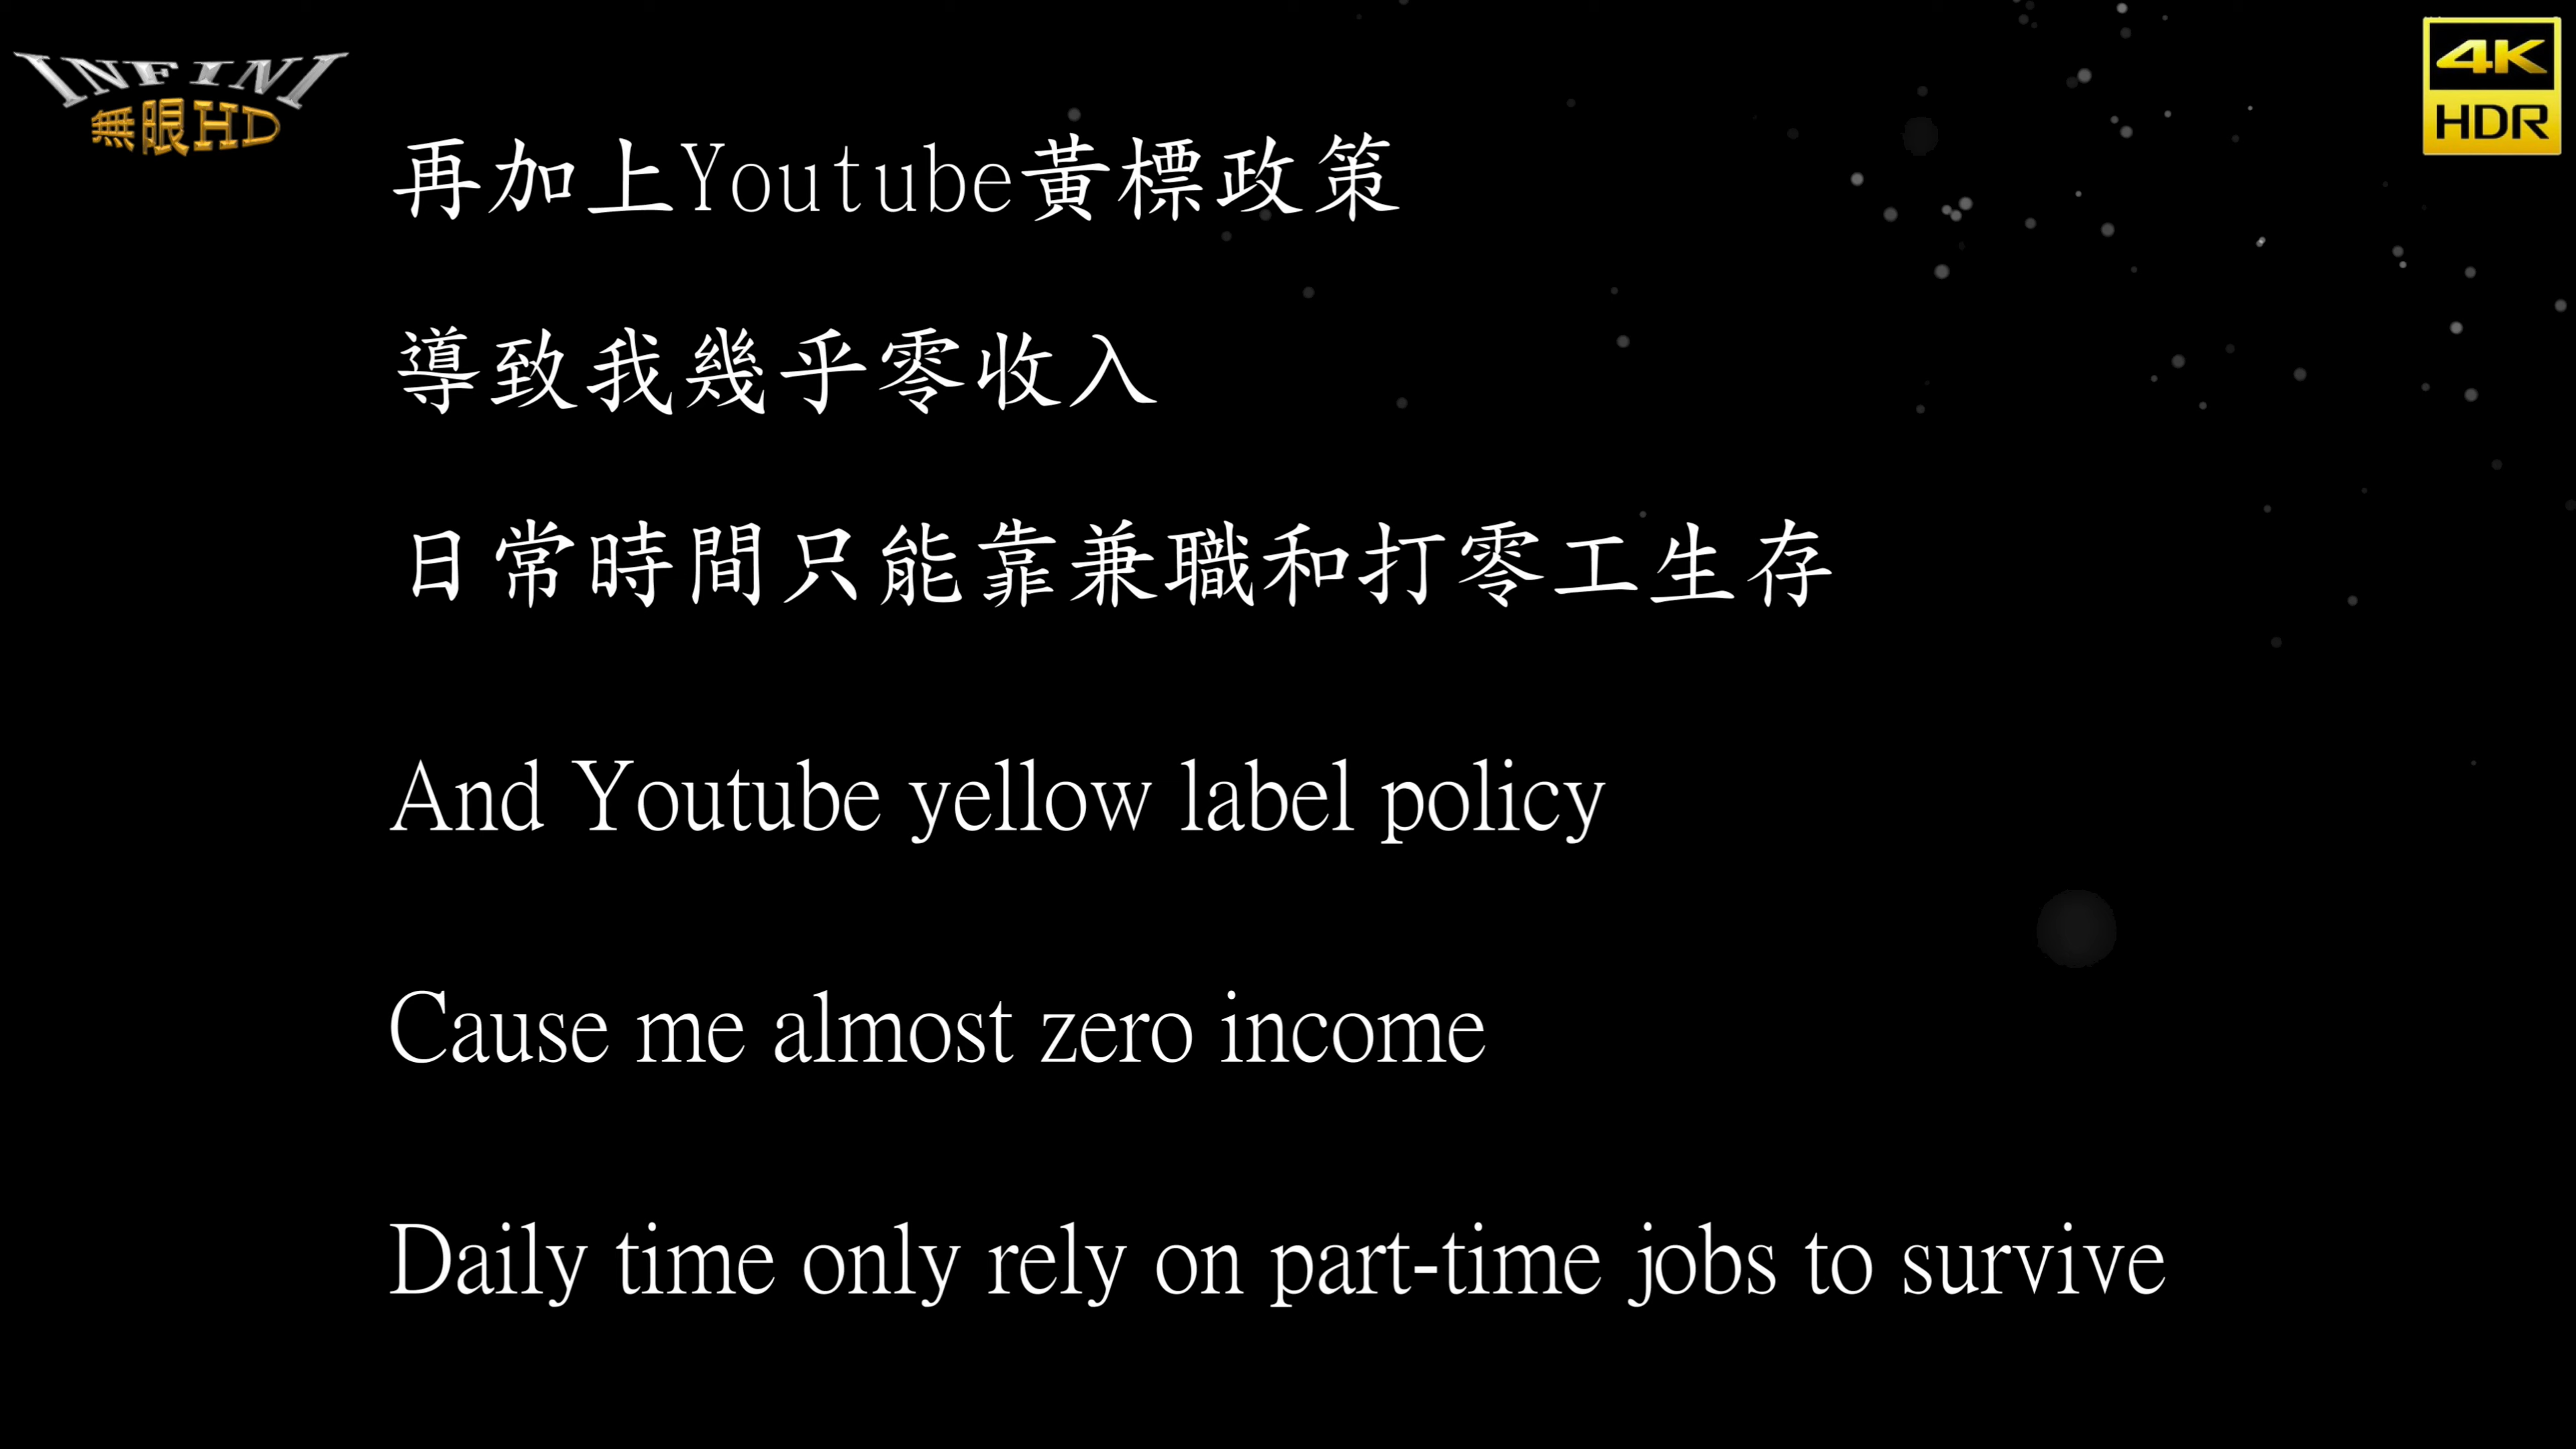 INFINI
無限HD
4K
HDR
再加上Youtube黃標政策
導致我幾乎零收入
日常時間只能靠兼職和打零工生存
And Youtube yellow label policy
Cause me almost zero income
Daily time only rely on part-time jobs to survive